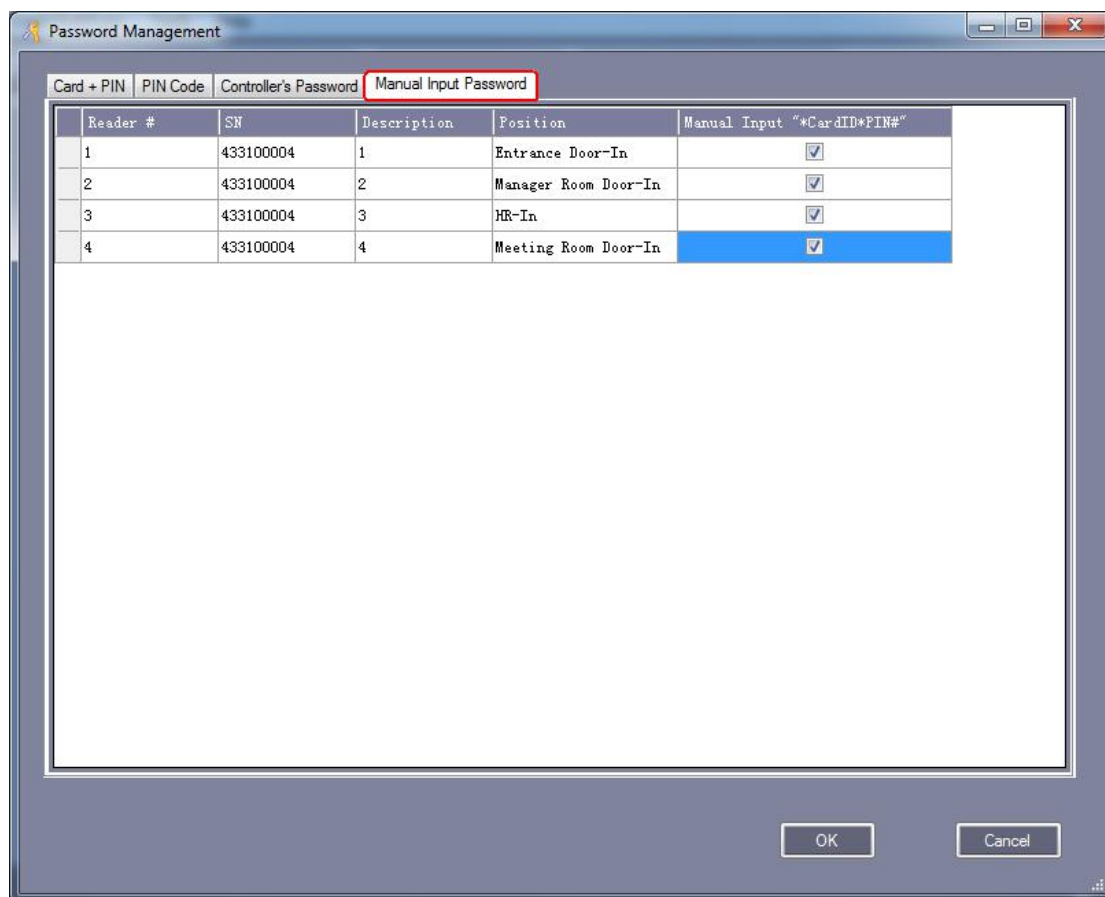 Password Management
Card + PIN PIN Code Controller's Password Manual Input Password
Reader # SN Description Position Manual Input "*CardID*PIN#"
1 433100004 1 Entrance Door-In
2 433100004 2 Manager Room Door-In
3 433100004 3 HR-In
4 433100004 4 Meeting Room Door-In
OK Cancel